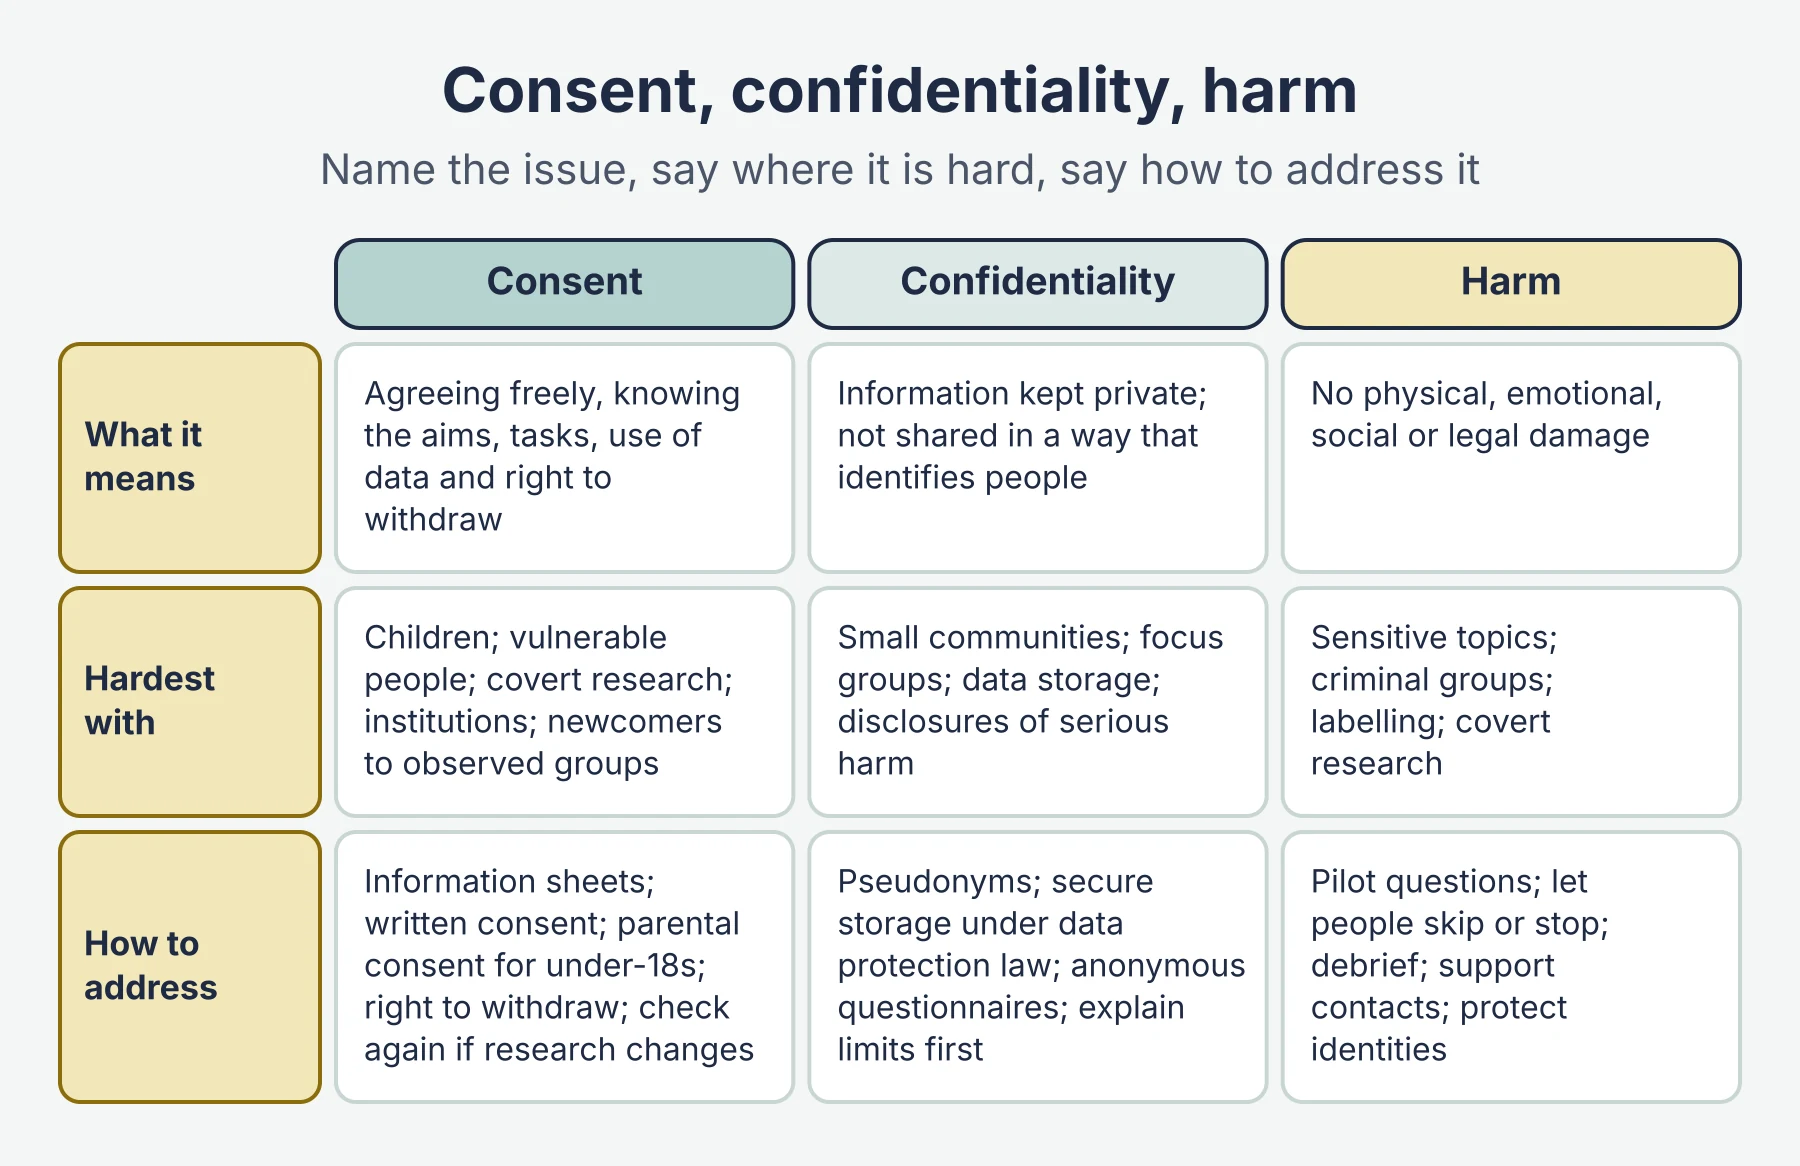 Consent, confidentiality, harm
Name the issue, say where it is hard, say how to address it
Consent
Confidentiality
Harm
What it
means
Agreeing freely, knowing
the aims, tasks, use of
data and right to
withdraw
Information kept private;
not shared in a way that
identifies people
No physical, emotional,
social or legal damage
Hardest
with
Children; vulnerable
people; covert research;
institutions; newcomers
to observed groups
Small communities; focus
groups; data storage;
disclosures of serious
harm
Sensitive topics;
criminal groups;
labelling; covert
research
How to
address
Information sheets;
written consent; parental
consent for under-18s;
right to withdraw; check
again if research changes
Pseudonyms; secure
storage under data
protection law; anonymous
questionnaires; explain
limits first
Pilot questions; let
people skip or stop;
debrief; support
contacts; protect
identities